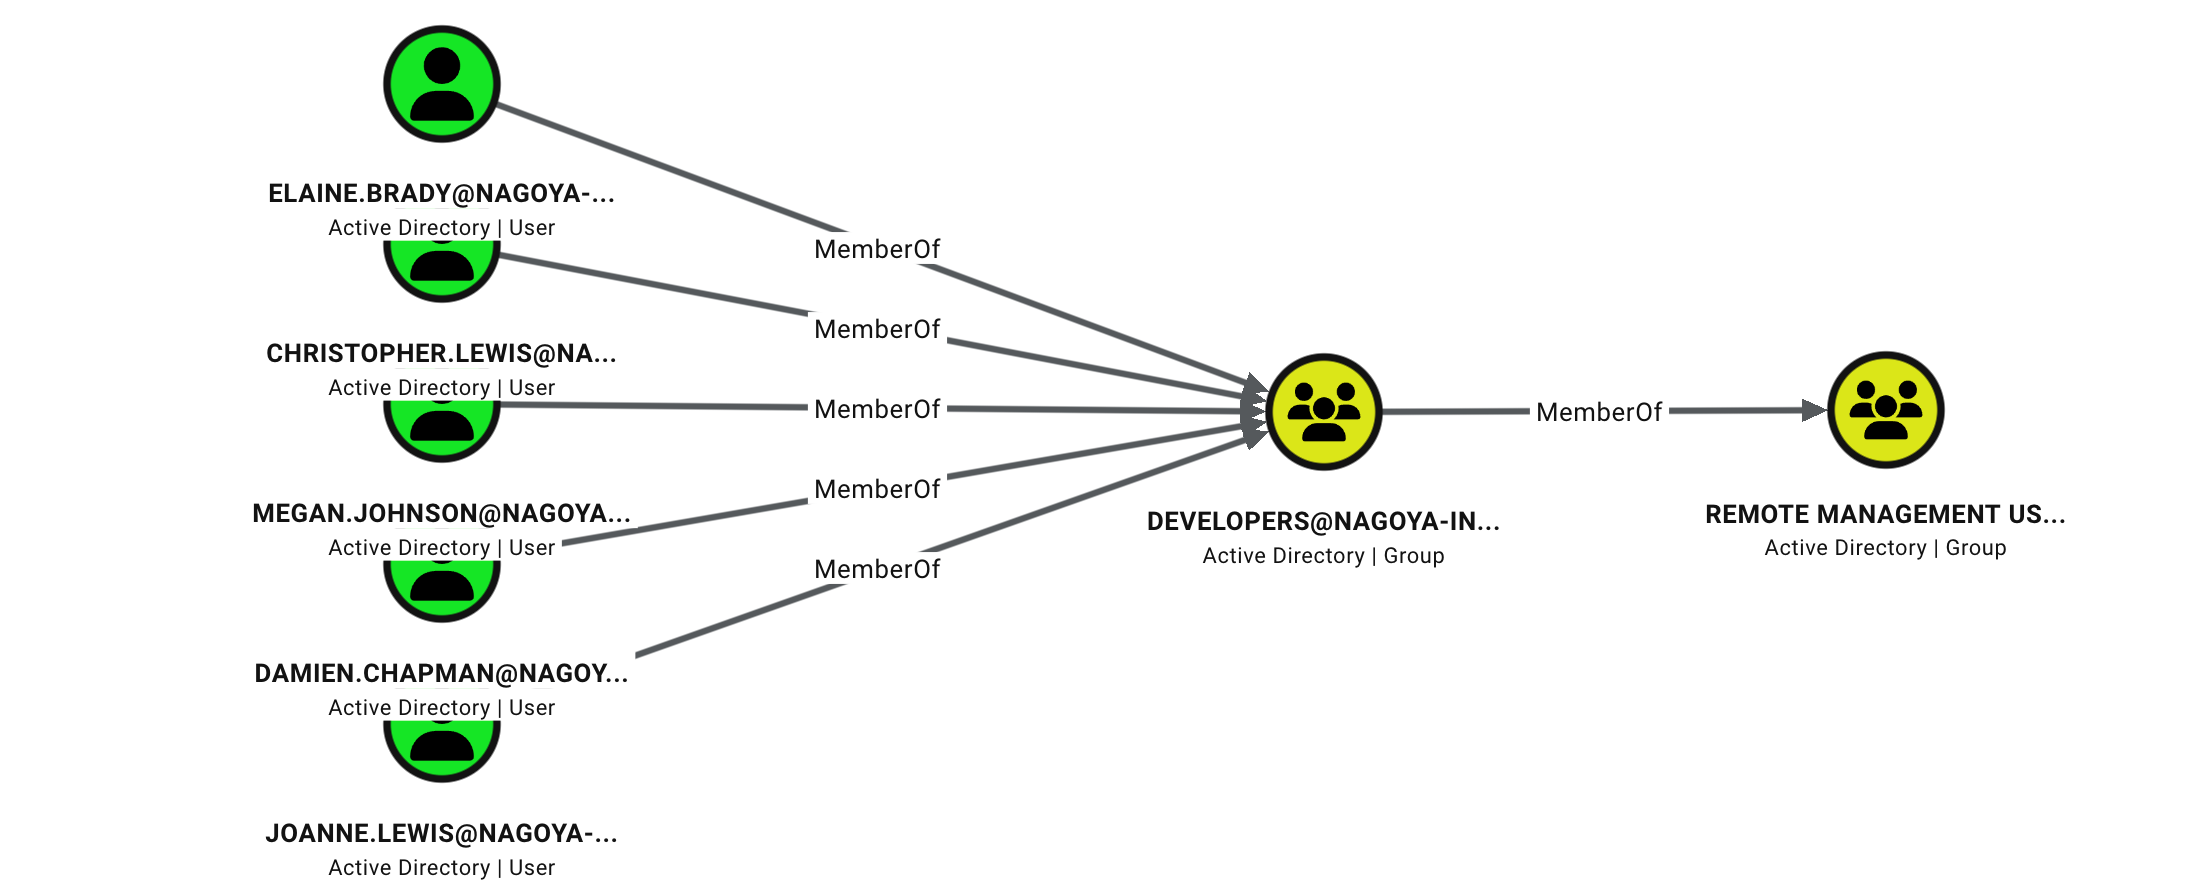 ELAINE.BRADY@NAGOYA-...
Active Directory | User
MemberOf
CHRISTOPHER.LEWIS@NA...
Active Directory | User
MemberOf
MEGAN.JOHNSON@NAGOYA...
Active Directory | User
MemberOf
DAMIEN.CHAPMAN@NAGOY...
Active Directory | User
MemberOf
JOANNE.LEWIS@NAGOYA-...
Active Directory | User
MemberOf
DEVELOPERS@NAGOYA-IN...
Active Directory | Group
MemberOf
REMOTE MANAGEMENT US...
Active Directory | Group